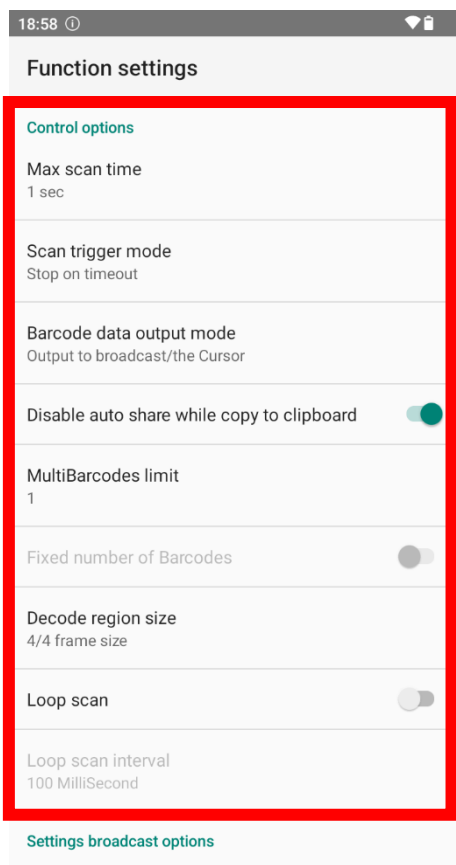 18:58
Function settings
Control options
Max scan time
1 sec
Scan trigger mode
Stop on timeout
Barcode data output mode
Output to broadcast/the Cursor
Disable auto share while copy to clipboard
MultiBarcodes limit
1
Fixed number of Barcodes
Decode region size
4/4 frame size
Loop scan
Loop scan interval
100 MilliSecond
Settings broadcast options